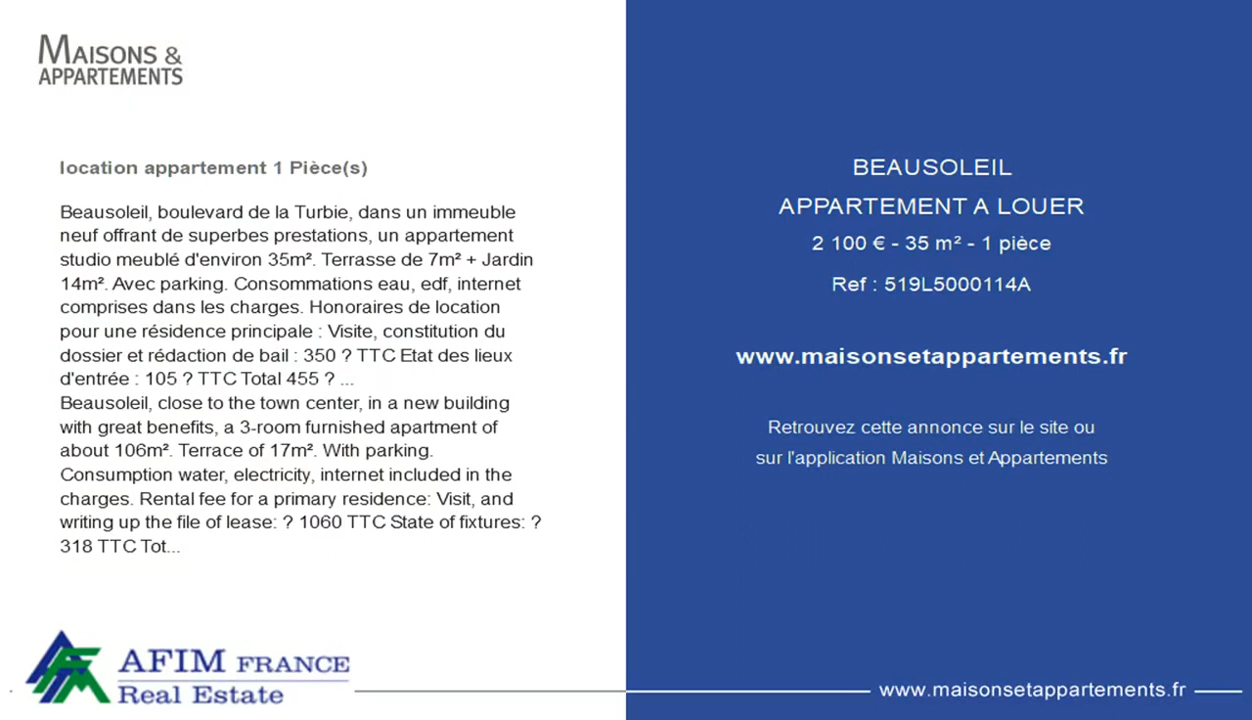 MAISONS &
APPARTEMENTS
location appartement 1 Pièce(s)
Beausoleil, boulevard de la Turbie, dans un immeuble
neuf offrant de superbes prestations, un appartement
studio meublé d'environ 35m². Terrasse de 7m² + Jardin
14m². Avec parking. Consommations eau, edf, internet
comprises dans les charges. Honoraires de location
pour une résidence principale : Visite, constitution du
dossier et rédaction de bail : 350 ? TTC Etat des lieux
d'entrée : 105 ? TTC Total 455 ? ...
Beausoleil, close to the town center, in a new building
with great benefits, a 3-room furnished apartment of
about 106m². Terrace of 17m². With parking.
Consumption water, electricity, internet included in the
charges. Rental fee for a primary residence: Visit, and
writing up the file of lease: ? 1060 TTC State of fixtures: ?
318 TTC Tot...
AFIM FRANCE
Real Estate
BEAUSOLEIL
APPARTEMENT A LOUER
2 100 € - 35 m² - 1 pièce
Ref : 519L5000114A
www.maisonsetappartements.fr
Retrouvez cette annonce sur le site ou
sur l'application Maisons et Appartements
www.maisonsetappartements.fr